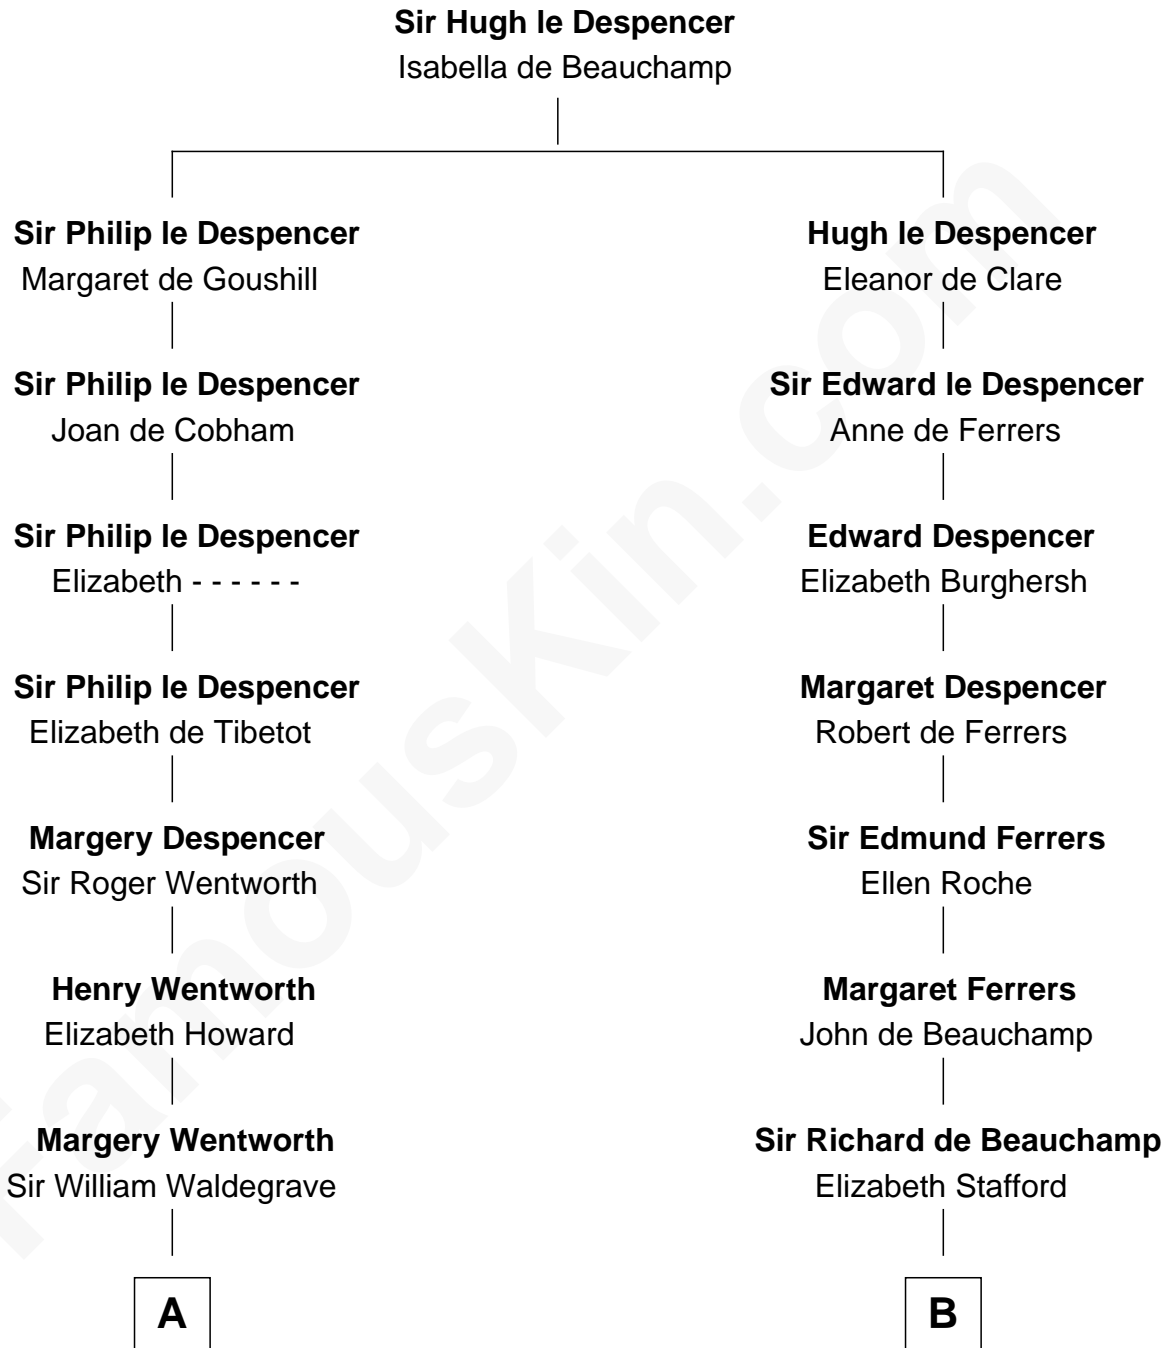 Sir Hugh le Despencer
Isabella de Beauchamp
Sir Philip le Despencer
Margaret de Goushill
Sir Philip le Despencer
Joan de Cobham
Sir Philip le Despencer
Elizabeth - - - - - -
Sir Philip le Despencer
Elizabeth de Tibetot
Margery Despencer
Sir Roger Wentworth
Henry Wentworth
Elizabeth Howard
Margery Wentworth
Sir William Waldegrave
A
Hugh le Despencer
Eleanor de Clare
Sir Edward le Despencer
Anne de Ferrers
Edward Despencer
Elizabeth Burghersh
Margaret Despencer
Robert de Ferrers
Sir Edmund Ferrers
Ellen Roche
Margaret Ferrers
John de Beauchamp
Sir Richard de Beauchamp
Elizabeth Stafford
B
FamousKin.com